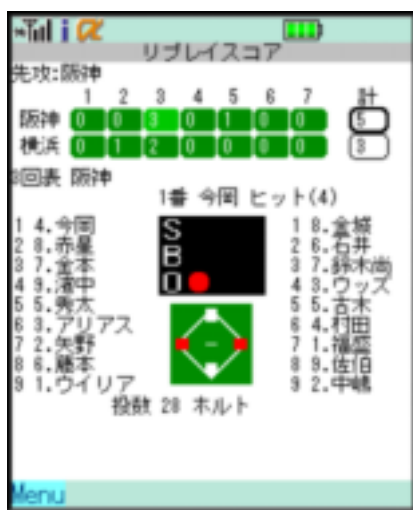 リプレイスコア
先攻:阪神
1 2 3 4 5 6 7 計
阪神 0 0 3 0 1 0 0 5
横浜 0 1 2 0 0 0 0 3
3回表 阪神
1番 今岡 ヒット(4)
1 4.今岡
2 8.赤星
3 7.金本
4 9.濱中
5 5.秀太
6 3.アリアス
7 2.矢野
8 6.藤本
9 1.ウイリア
S
B
O
1 8.金城
2 6.石井
3 7.鈴木尚
4 3.ウッズ
5 5.古木
6 4.村田
7 1.福盛
8 9.佐伯
9 2.中嶋
投数 28 ホルト
Menu